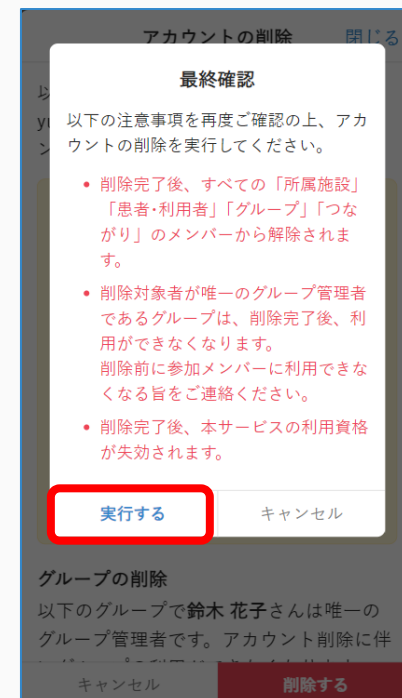 アカウントの削除 閉じる
最終確認
以
yu
ン
以下の注意事項を再度ご確認の上、アカ
ウントの削除を実行してください。
• 削除完了後、すべての「所属施設」
「患者・利用者」「グループ」「つな
がり」のメンバーから解除されま
す。
• 削除対象者が唯一のグループ管理者
であるグループは、削除完了後、利
用ができなくなります。
削除前に参加メンバーに利用できな
くなる旨をご連絡ください。
• 削除完了後、本サービスの利用資格
が失効されます。
実行する キャンセル
グループの削除
以下のグループで鈴木 花子さんは唯一の
グループ管理者です。アカウント削除に伴
キャンセル 削除する